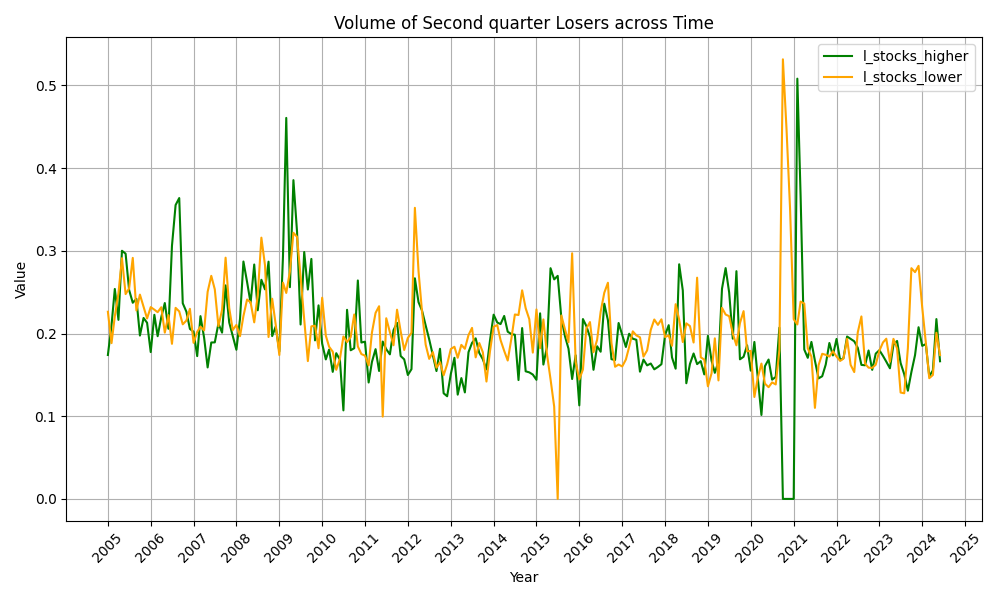 Volume of Second quarter Losers across Time
l_stocks_higher
l_stocks_lower
Value
0.5
0.4
0.3
0.2
0.1
0.0
2005 2006 2007 2008 2009 2010 2011 2012 2013 2014 2015 2016 2017 2018 2019 2020 2021 2022 2023 2024 2025
Year